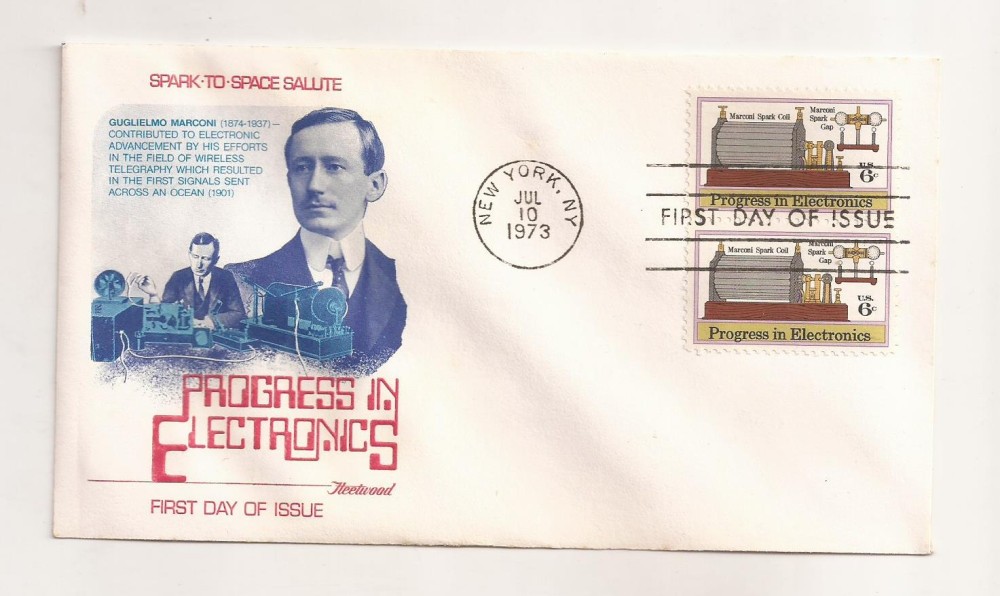 SPARK·TO·SPACE SALUTE
GUGLIELMO MARCONI (1874-1937)—
CONTRIBUTED TO ELECTRONIC
ADVANCEMENT BY HIS EFFORTS
IN THE FIELD OF WIRELESS
TELEGRAPHY WHICH RESULTED
IN THE FIRST SIGNALS SENT
ACROSS AN OCEAN (1901)
PROGRESS IN
ELECTRONICS
Fleetwood
FIRST DAY OF ISSUE
NEW YORK, NY
JUL
10
1973
Marconi Spark Coil
Marconi
Spark
Gap
U.S.
6c
Progress in Electronics
FIRST DAY OF ISSUE
Marconi Spark Coil
Marconi
Spark
Gap
U.S.
6c
Progress in Electronics